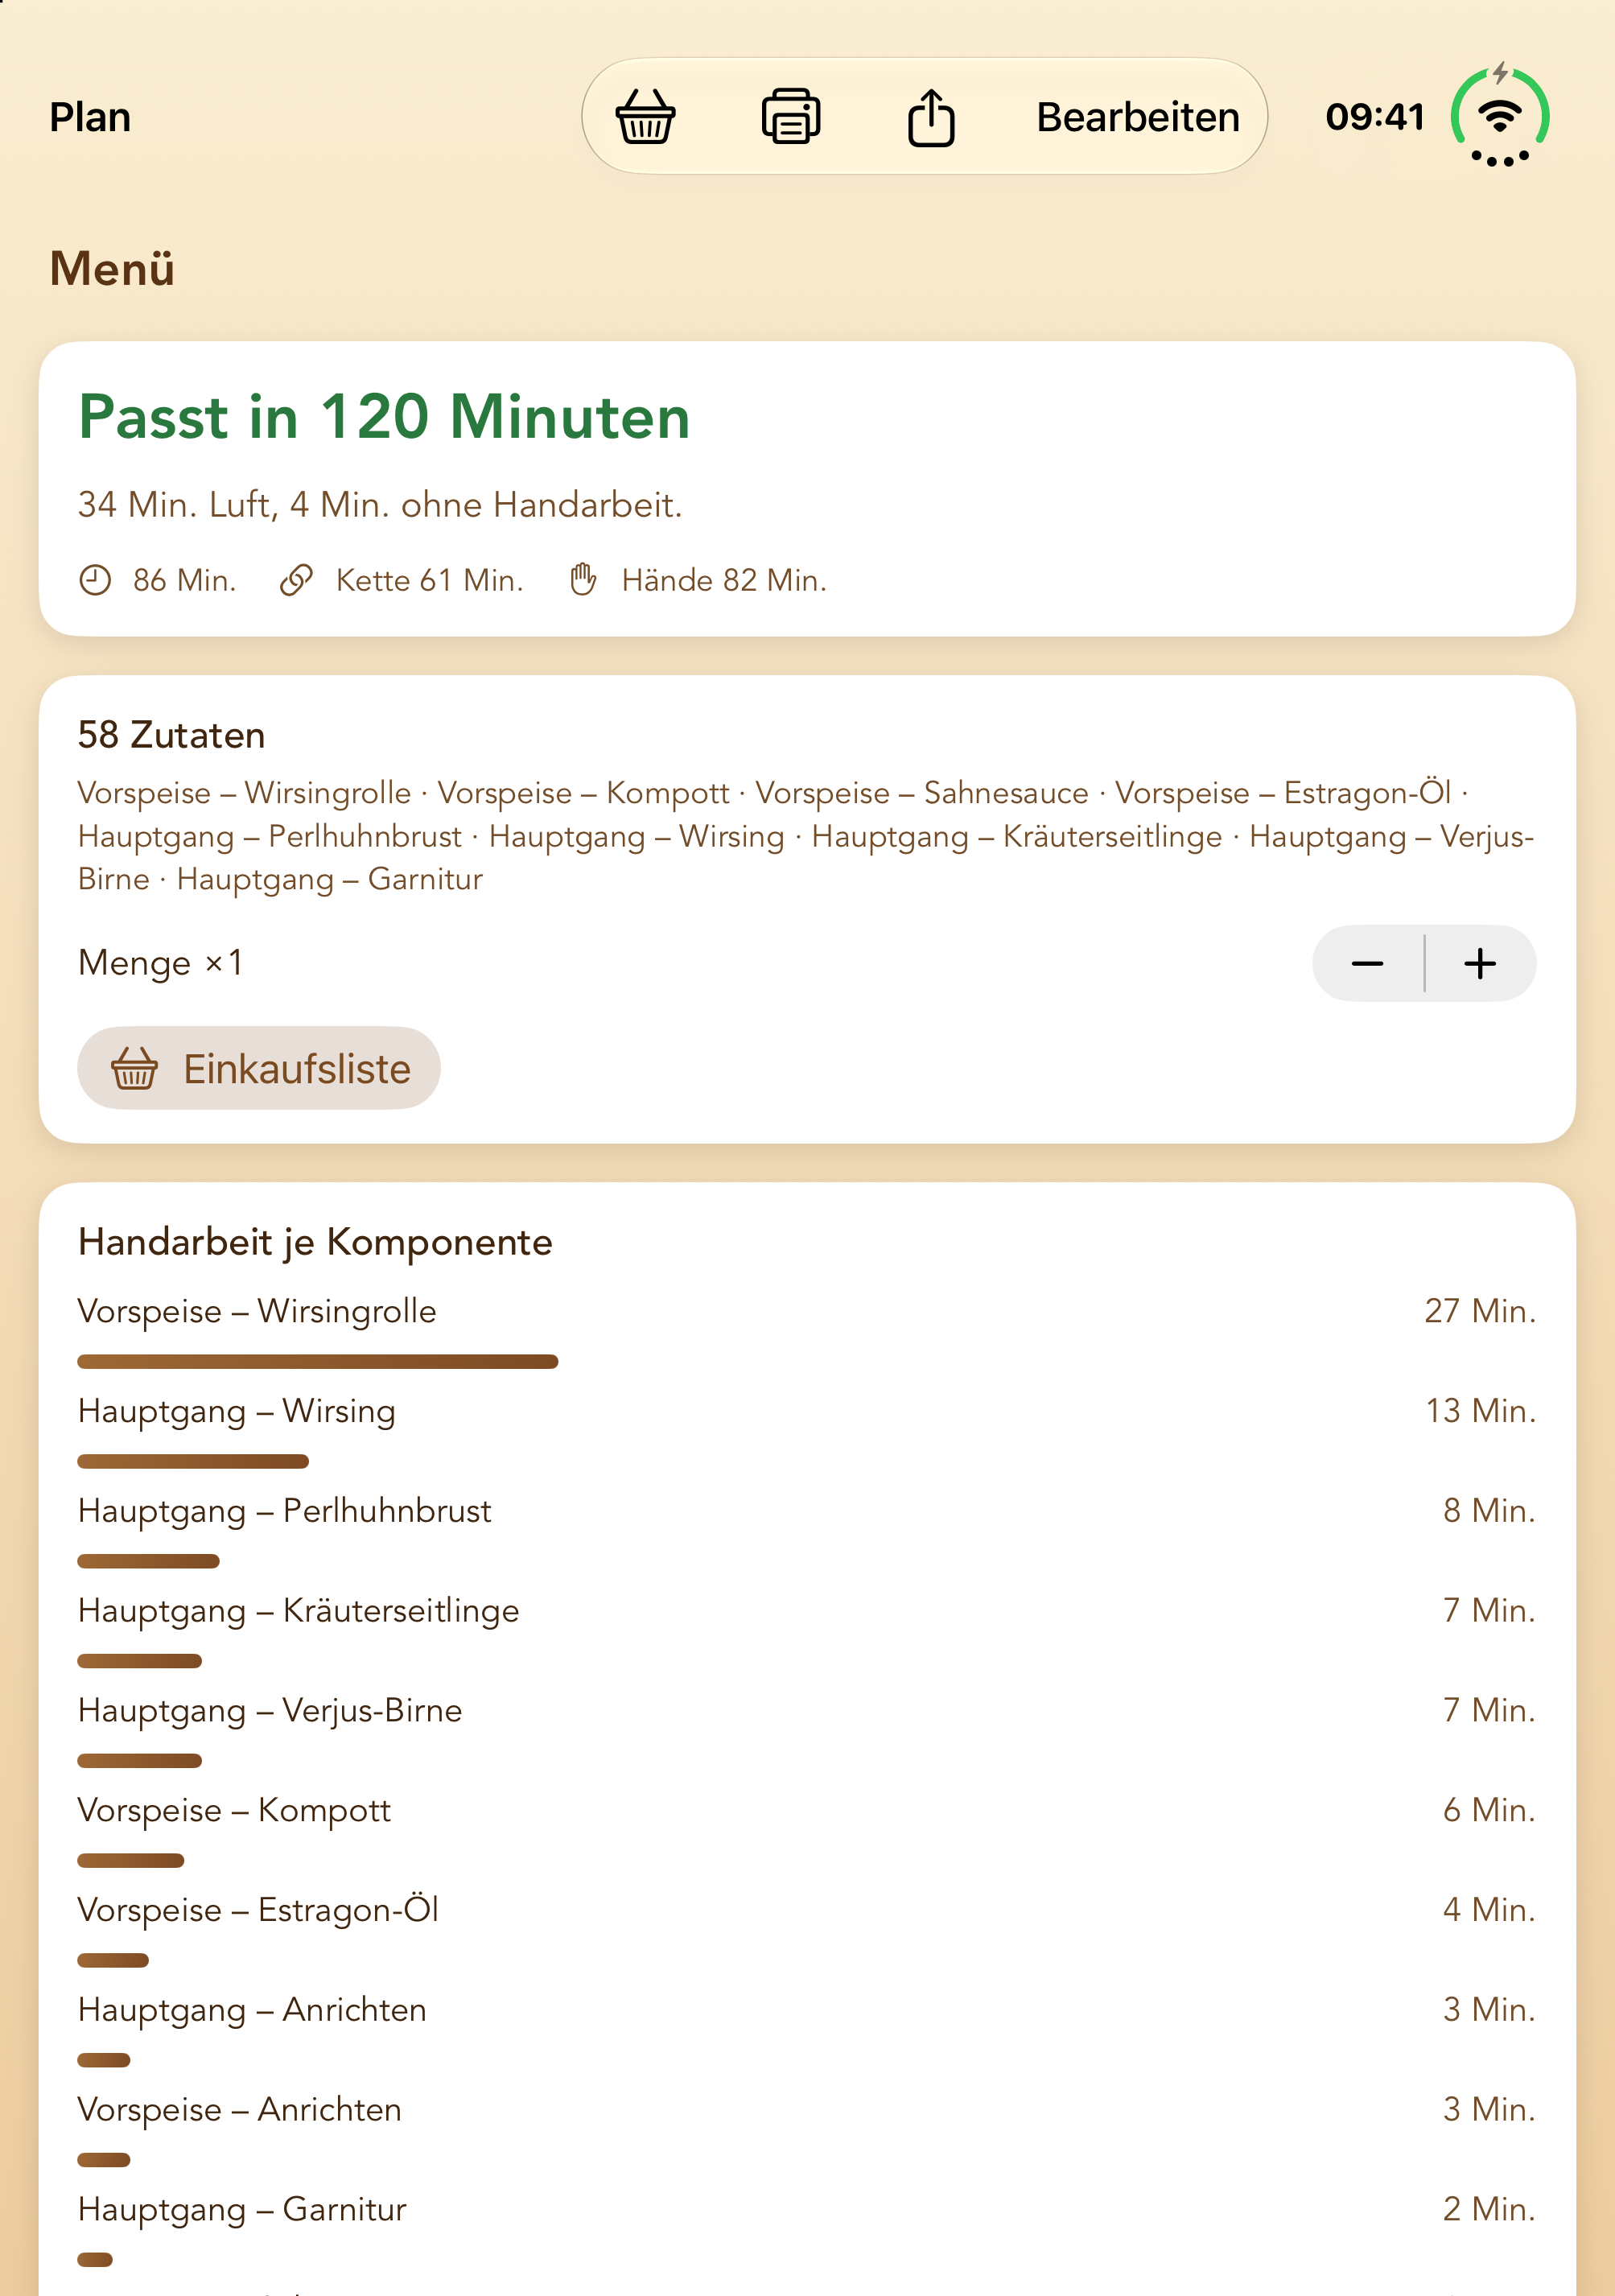 Plan
Bearbeiten
09:41
Menü
Passt in 120 Minuten
34 Min. Luft, 4 Min. ohne Handarbeit.
86 Min. Kette 61 Min. Hände 82 Min.
58 Zutaten
Vorspeise – Wirsingrolle · Vorspeise – Kompott · Vorspeise – Sahnesauce · Vorspeise – Estragon-Öl ·
Hauptgang – Perlhuhnbrust · Hauptgang – Wirsing · Hauptgang – Kräuterseitlinge · Hauptgang – Verjus-
Birne · Hauptgang – Garnitur
Menge ×1
Einkaufsliste
Handarbeit je Komponente
Vorspeise – Wirsingrolle 27 Min.
Hauptgang – Wirsing 13 Min.
Hauptgang – Perlhuhnbrust 8 Min.
Hauptgang – Kräuterseitlinge 7 Min.
Hauptgang – Verjus-Birne 7 Min.
Vorspeise – Kompott 6 Min.
Vorspeise – Estragon-Öl 4 Min.
Hauptgang – Anrichten 3 Min.
Vorspeise – Anrichten 3 Min.
Hauptgang – Garnitur 2 Min.